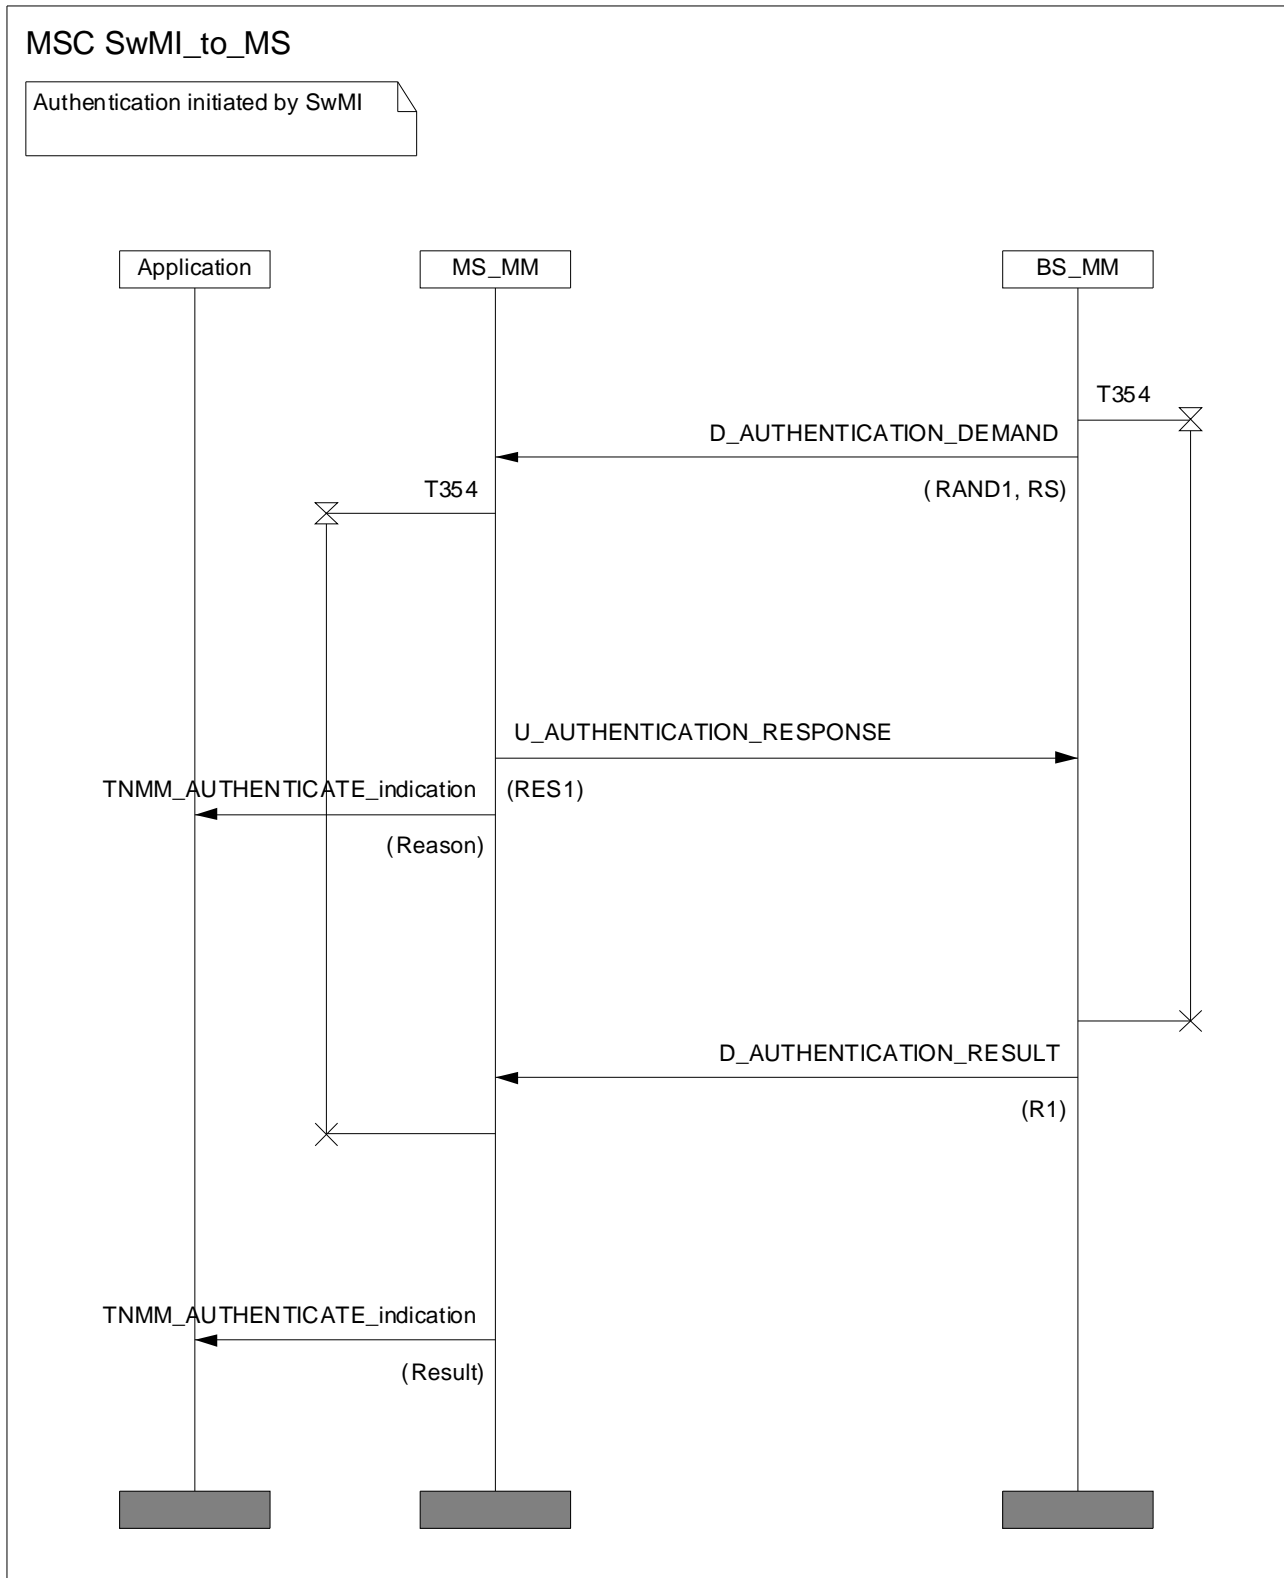 MSC SwMI_to_MS
Authentication initiated by SwMI
Application
MS_MM
BS_MM
T354
D_AUTHENTICATION_DEMAND
T354
(RAND1, RS)
U_AUTHENTICATION_RESPONSE
TNMM_AUTHENTICATE_indication
(RES1)
(Reason)
D_AUTHENTICATION_RESULT
(R1)
TNMM_AUTHENTICATE_indication
(Result)